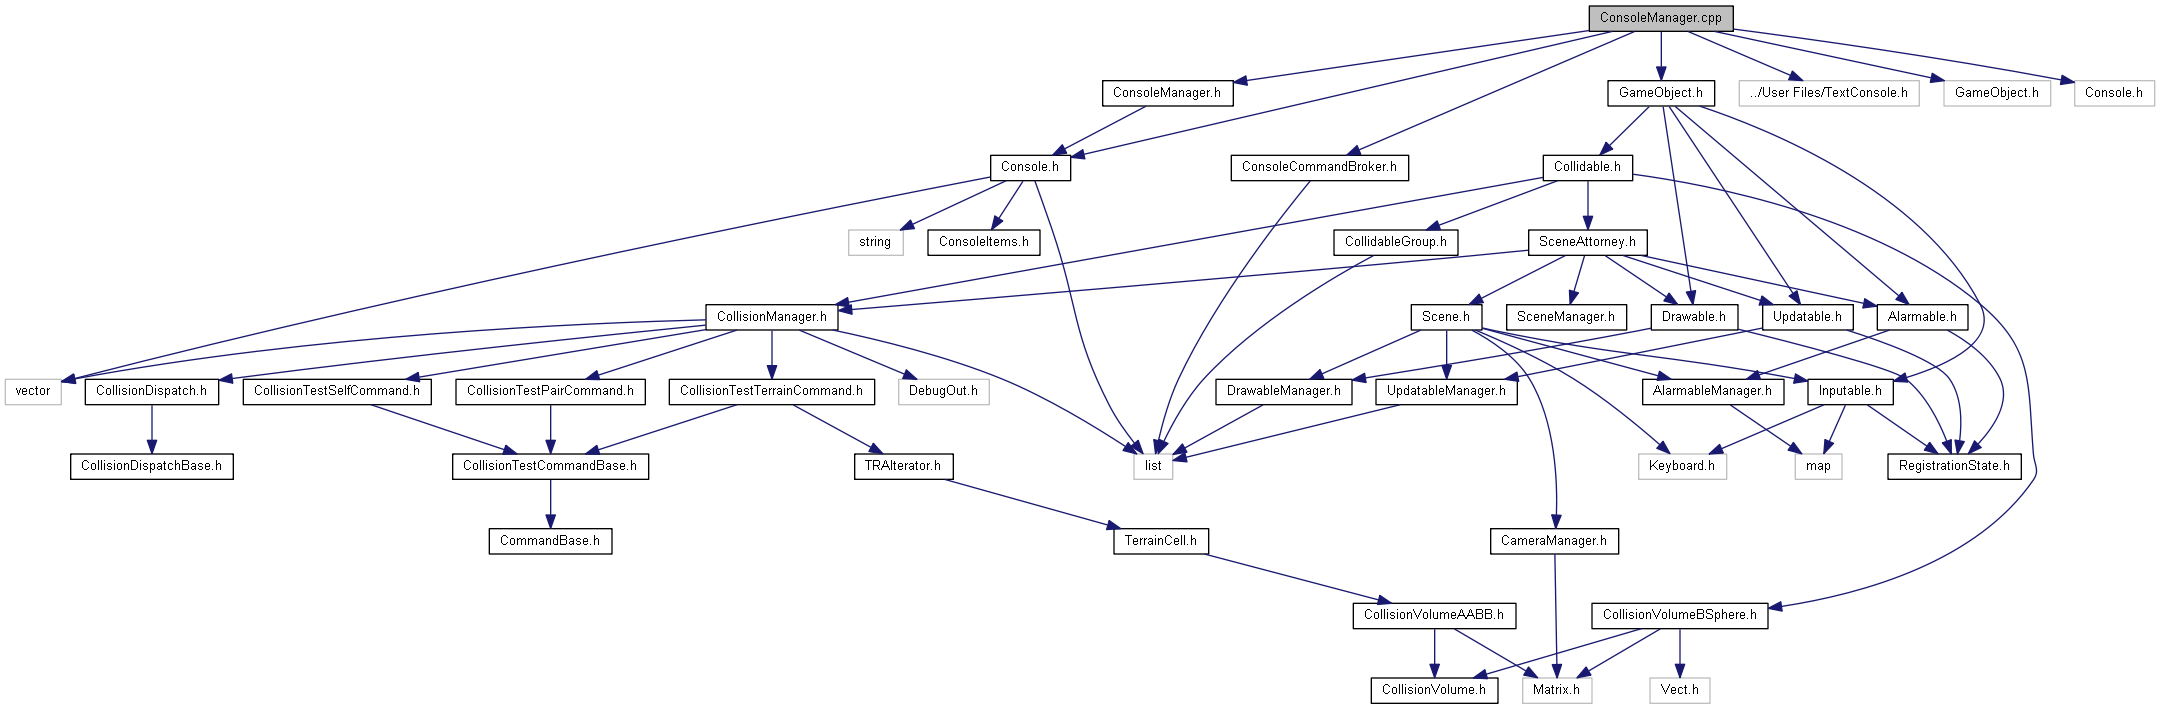 ConsoleManager.cpp
ConsoleManager.h
GameObject.h
../User Files/TextConsole.h
GameObject.h
Console.h
Console.h
ConsoleCommandBroker.h
Collidable.h
string
ConsoleItems.h
CollidableGroup.h
SceneAttorney.h
CollisionManager.h
Scene.h
SceneManager.h
Drawable.h
Updatable.h
Alarmable.h
vector
CollisionDispatch.h
CollisionTestSelfCommand.h
CollisionTestPairCommand.h
CollisionTestTerrainCommand.h
DebugOut.h
DrawableManager.h
UpdatableManager.h
AlarmableManager.h
Inputable.h
CollisionDispatchBase.h
CollisionTestCommandBase.h
TRAIterator.h
list
Keyboard.h
map
RegistrationState.h
CommandBase.h
TerrainCell.h
CameraManager.h
CollisionVolumeAABB.h
CollisionVolumeBSphere.h
CollisionVolume.h
Matrix.h
Vect.h